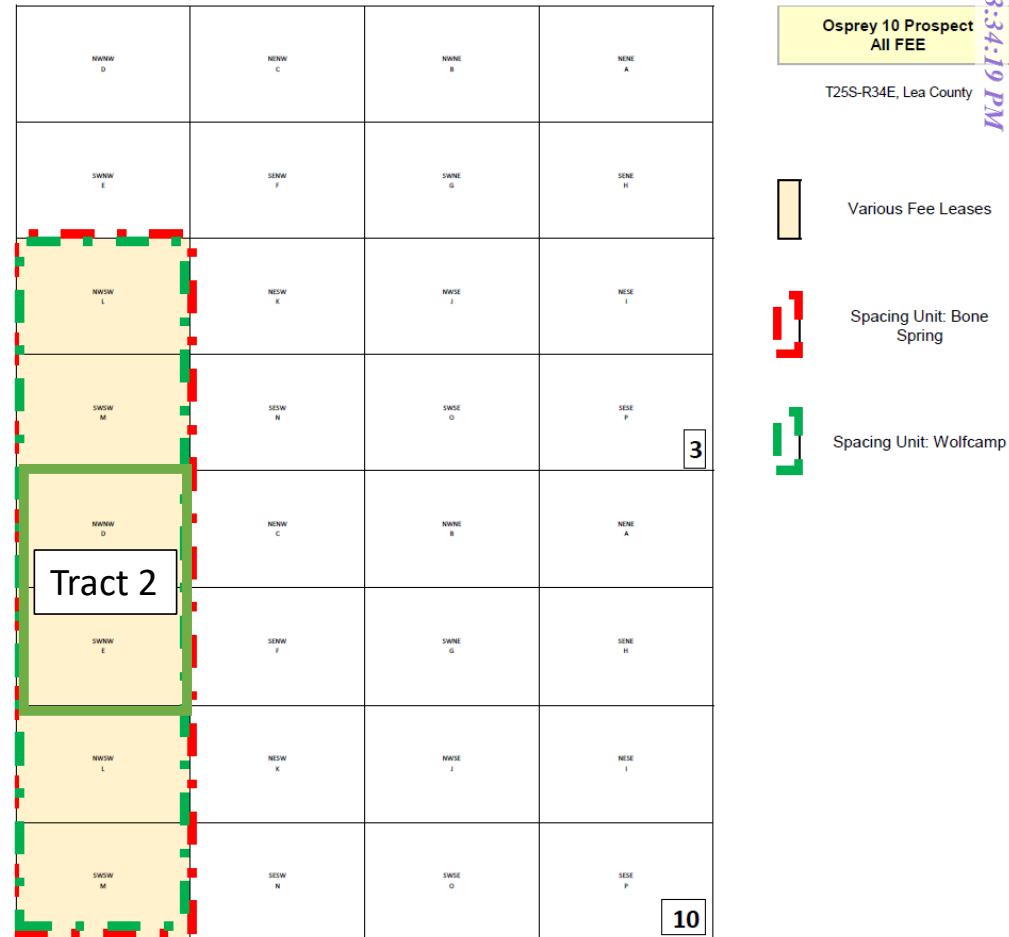 NWNW
D
NENW
C
NWNE
B
NENE
A
SWNW
E
SENW
F
SWNE
G
SENE
H
NWSW
L
NESW
K
NWSE
J
NESE
I
SWSW
M
SESW
N
SWSE
O
SESE
P
3
NWNW
D
NENW
C
NWNE
B
NENE
A
Tract 2
SWNW
E
SENW
F
SWNE
G
SENE
H
NWSW
L
NESW
K
NWSE
J
NESE
I
SWSW
M
SESW
N
SWSE
O
SESE
P
10
Osprey 10 Prospect
All FEE
T25S-R34E, Lea County
Various Fee Leases
Spacing Unit: Bone
Spring
Spacing Unit: Wolfcamp
:34:19 PM